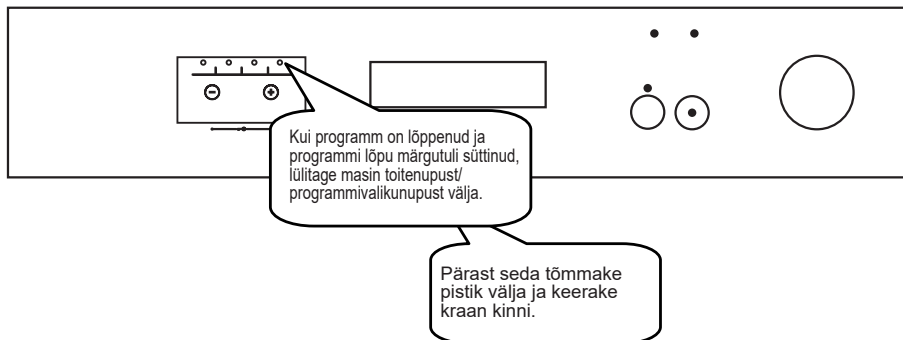 Kui programm on lõppenud ja
programmi lõpu märgutuli süttinud,
lülitage masin toitenupust/
programmivalikunupust välja.
Pärast seda tõmmake
pistik välja ja keerake
kraan kinni.